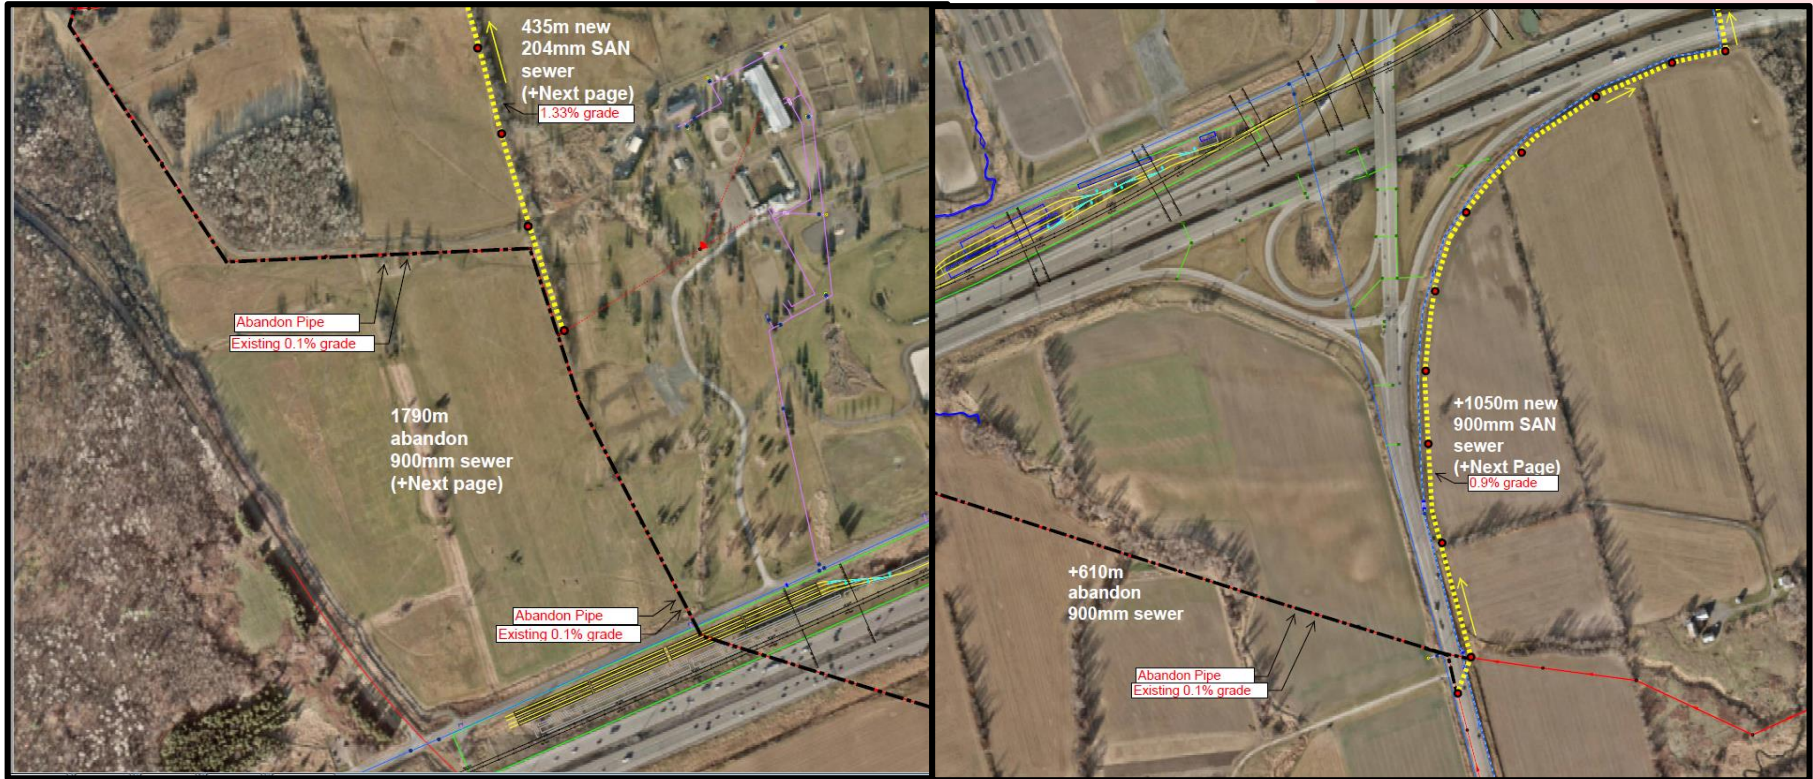 435m new
204mm SAN
sewer
(+Next page)
1.33% grade
Abandon Pipe
Existing 0.1% grade
1790m
abandon
900mm sewer
(+Next page)
Abandon Pipe
Existing 0.1% grade
+1050m new
900mm SAN
sewer
(+Next Page)
0.9% grade
+610m
abandon
900mm sewer
Abandon Pipe
Existing 0.1% grade